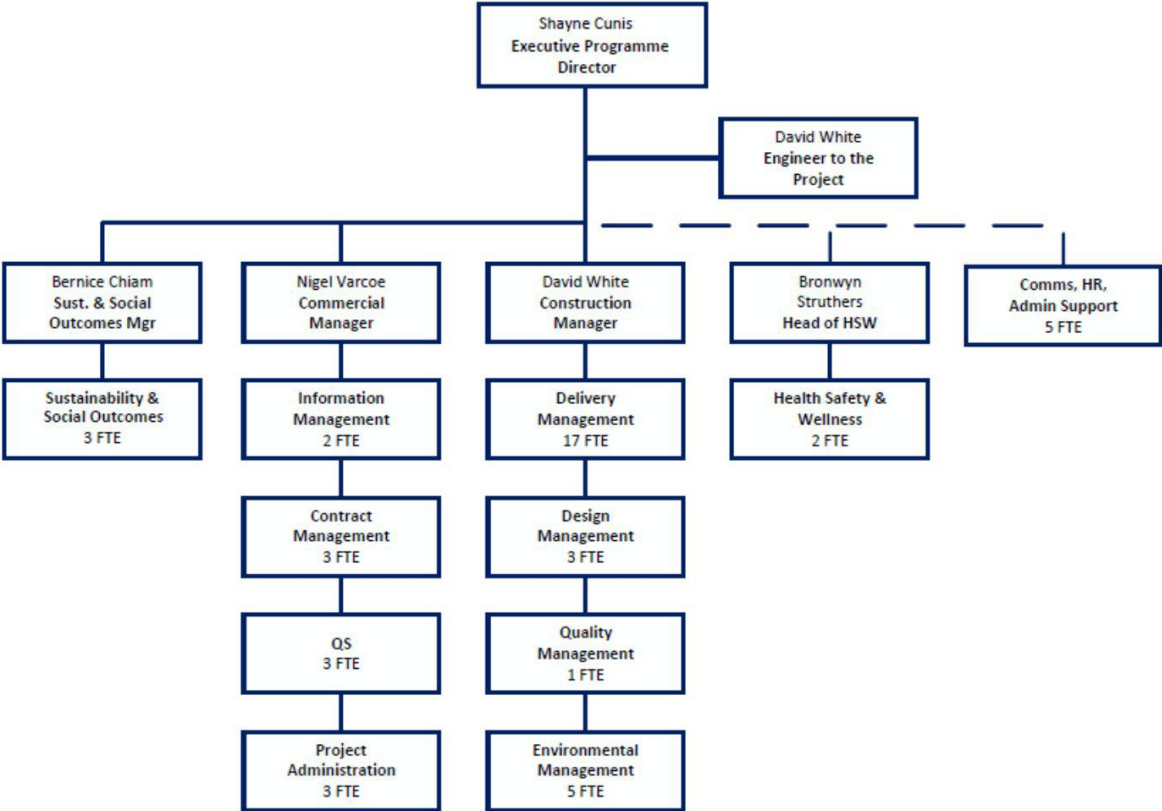 Shayne Cunis
Executive Programme
Director
David White
Engineer to the
Project
Bernice Chiam
Sust. & Social
Outcomes Mgr
Nigel Varcoe
Commercial
Manager
David White
Construction
Manager
Bronwyn
Struthers
Head of HSW
Comms, HR,
Admin Support
5 FTE
Sustainability &
Social Outcomes
3 FTE
Information
Management
2 FTE
Delivery
Management
17 FTE
Health Safety &
Wellness
2 FTE
Contract
Management
3 FTE
Design
Management
3 FTE
QS
3 FTE
Quality
Management
1 FTE
Project
Administration
3 FTE
Environmental
Management
5 FTE